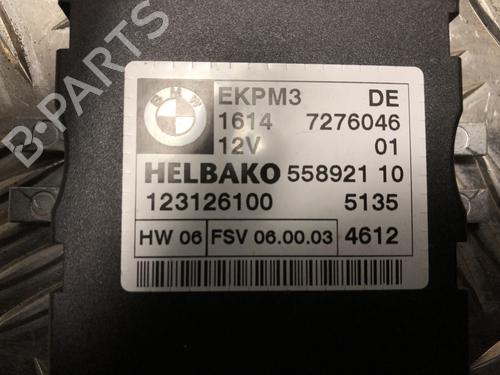 B-PARTS
BMW
EKPM3 DE
1614 7276046
12V 01
HELBAKO 558921 10
123126100 5135
HW 06 FSV 06.00.03 4612